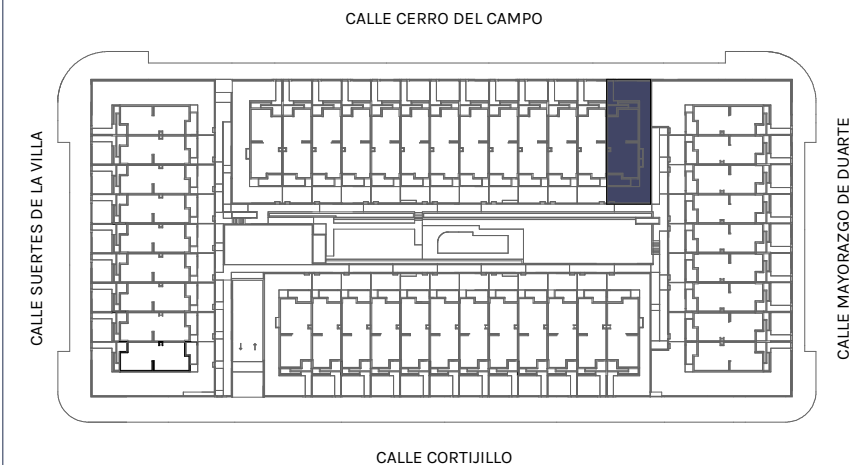 CALLE CERRO DEL CAMPO
CALLE SUERTES DE LA VILLA
CALLE MAYORAZGO DE DUARTE
CALLE CORTIJILLO